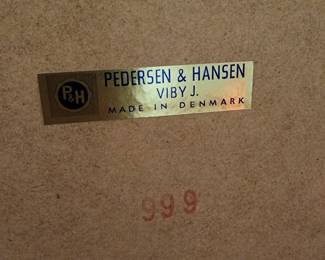 P&H
PEDERSEN & HANSEN
VIBY J.
MADE IN DENMARK
999